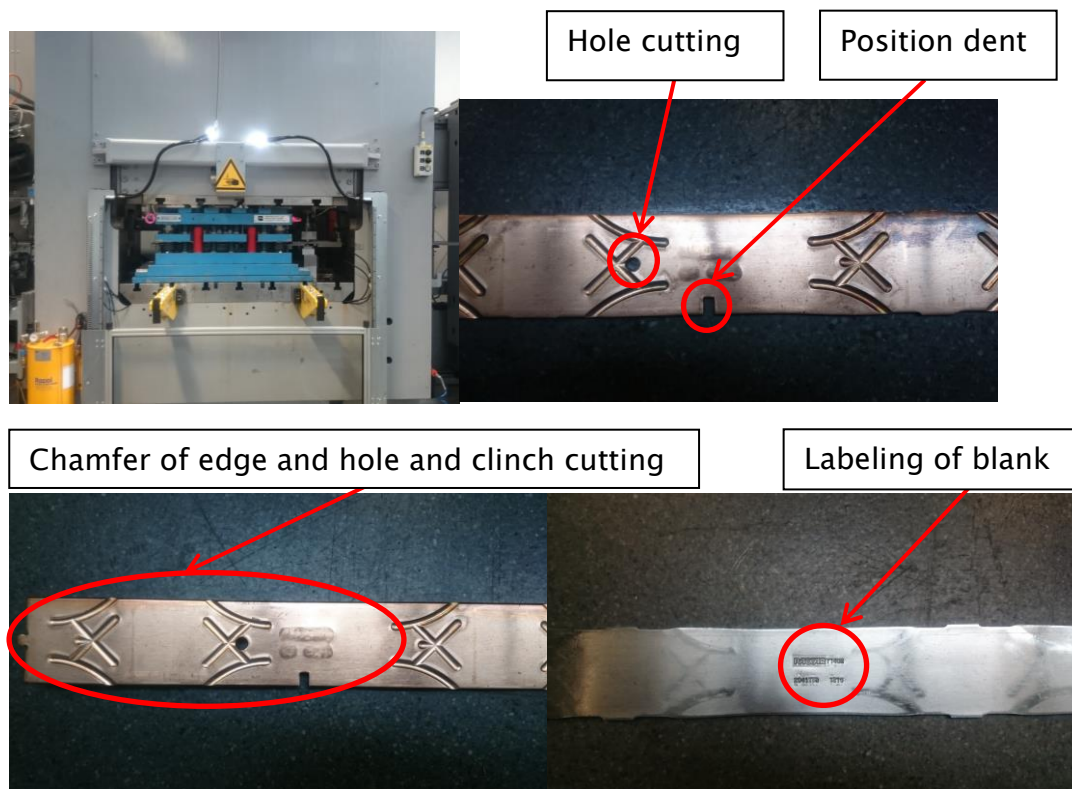 Hole cutting
Position dent
Chamfer of edge and hole and clinch cutting
Labeling of blank